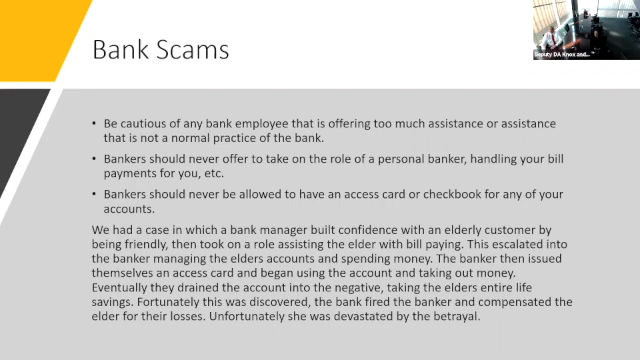 Bank Scams
Deputy DA Knox and...
• Be cautious of any bank employee that is offering too much assistance or assistance
that is not a normal practice of the bank.
• Bankers should never offer to take on the role of a personal banker, handling your bill
payments for you, etc.
• Bankers should never be allowed to have an access card or checkbook for any of your
accounts.
We had a case in which a bank manager built confidence with an elderly customer by
being friendly, then took on a role assisting the elder with bill paying. This escalated into
the banker managing the elders accounts and spending money. The banker then issued
themselves an access card and began using the account and taking out money.
Eventually they drained the account into the negative, taking the elders entire life
savings. Fortunately this was discovered, the bank fired the banker and compensated the
elder for their losses. Unfortunately she was devastated by the betrayal.